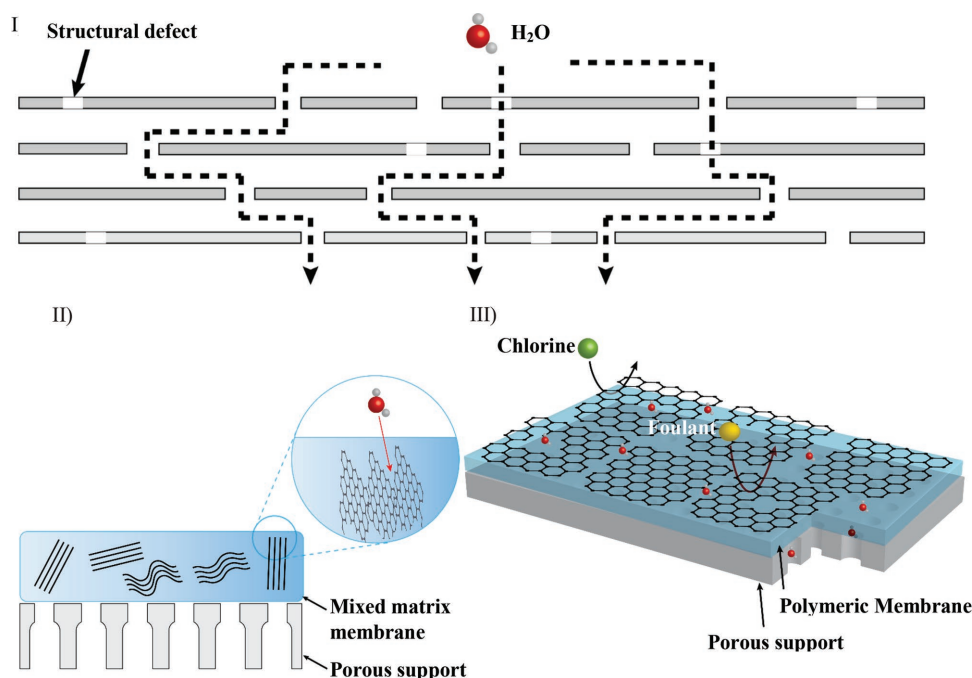 I
Structural defect
H₂O
II)
III)
Chlorine
Foulant
Mixed matrix
membrane
Porous support
Polymeric Membrane
Porous support